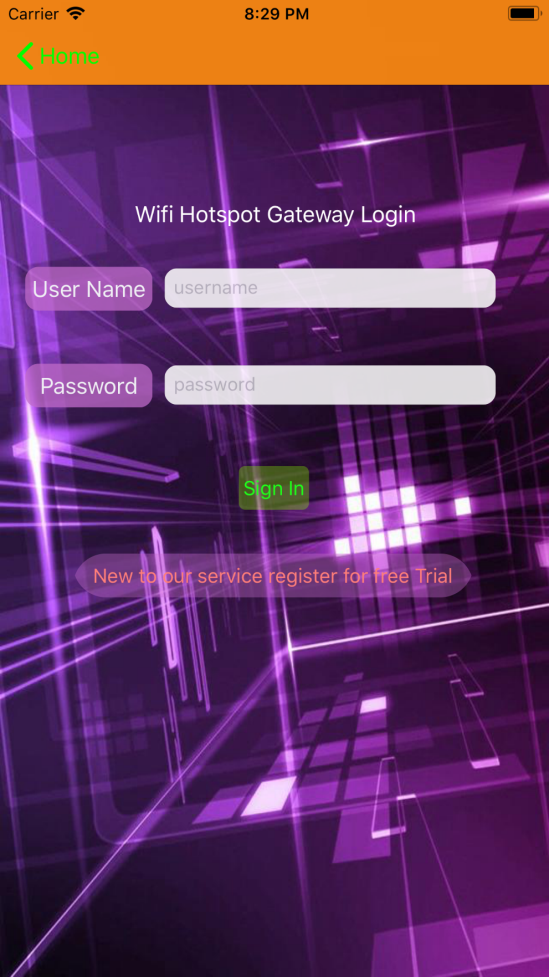 Carrier 8:29 PM
Home
Wifi Hotspot Gateway Login
User Name username
Password password
Sign In
New to our service register for free Trial